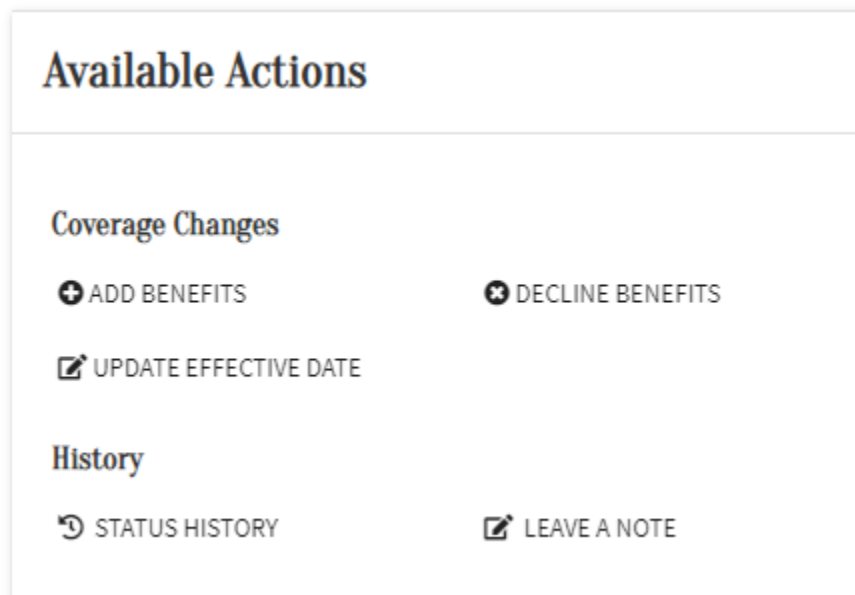 Available Actions
Coverage Changes
ADD BENEFITS
DECLINE BENEFITS
UPDATE EFFECTIVE DATE
History
STATUS HISTORY
LEAVE A NOTE